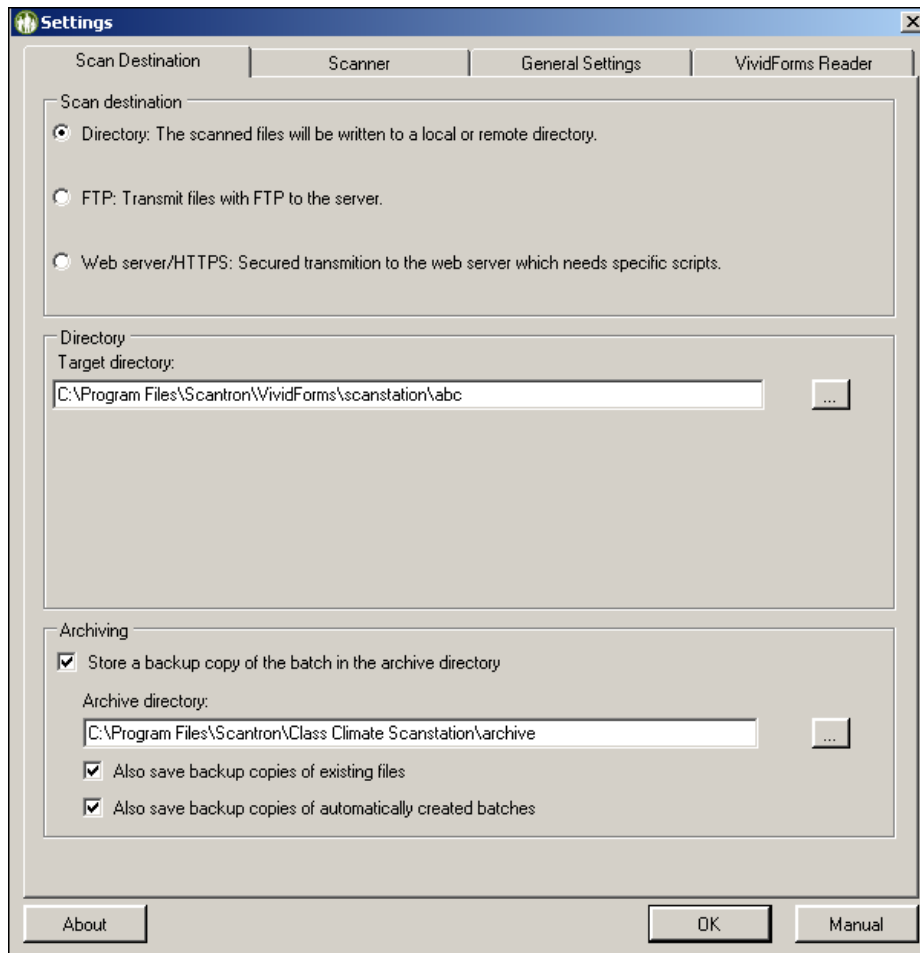 Settings
Scan Destination
Scanner
General Settings
VividForms Reader
Scan destination
Directory: The scanned files will be written to a local or remote directory.
FTP: Transmit files with FTP to the server.
Web server/HTTPS: Secured transmition to the web server which needs specific scripts.
Directory
Target directory:
C:\Program Files\Scantron\VividForms\scanstation\abc
...
Archiving
Store a backup copy of the batch in the archive directory
Archive directory:
C:\Program Files\Scantron\Class Climate Scanstation\archive
...
Also save backup copies of existing files
Also save backup copies of automatically created batches
About
OK
Manual